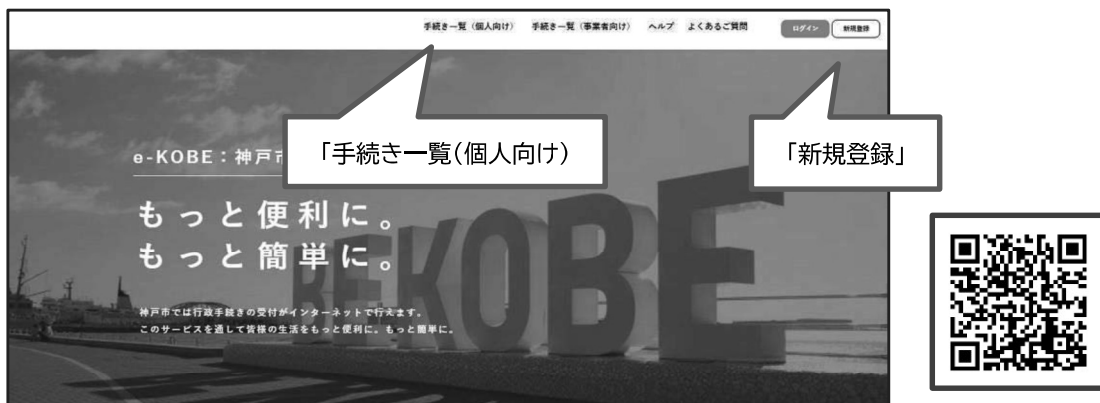 手続き一覧（個人向け） 手続き一覧（事業者向け） ヘルプ よくあるご質問 ログイン 新規登録
「手続き一覧（個人向け）
「新規登録」
e-KOBE：神戸市
もっと便利に。
もっと簡単に。
BE KOBE
神戸市では行政手続きの受付がインターネットで行えます。
このサービスを通して皆様の生活をもっと便利に。もっと簡単に。